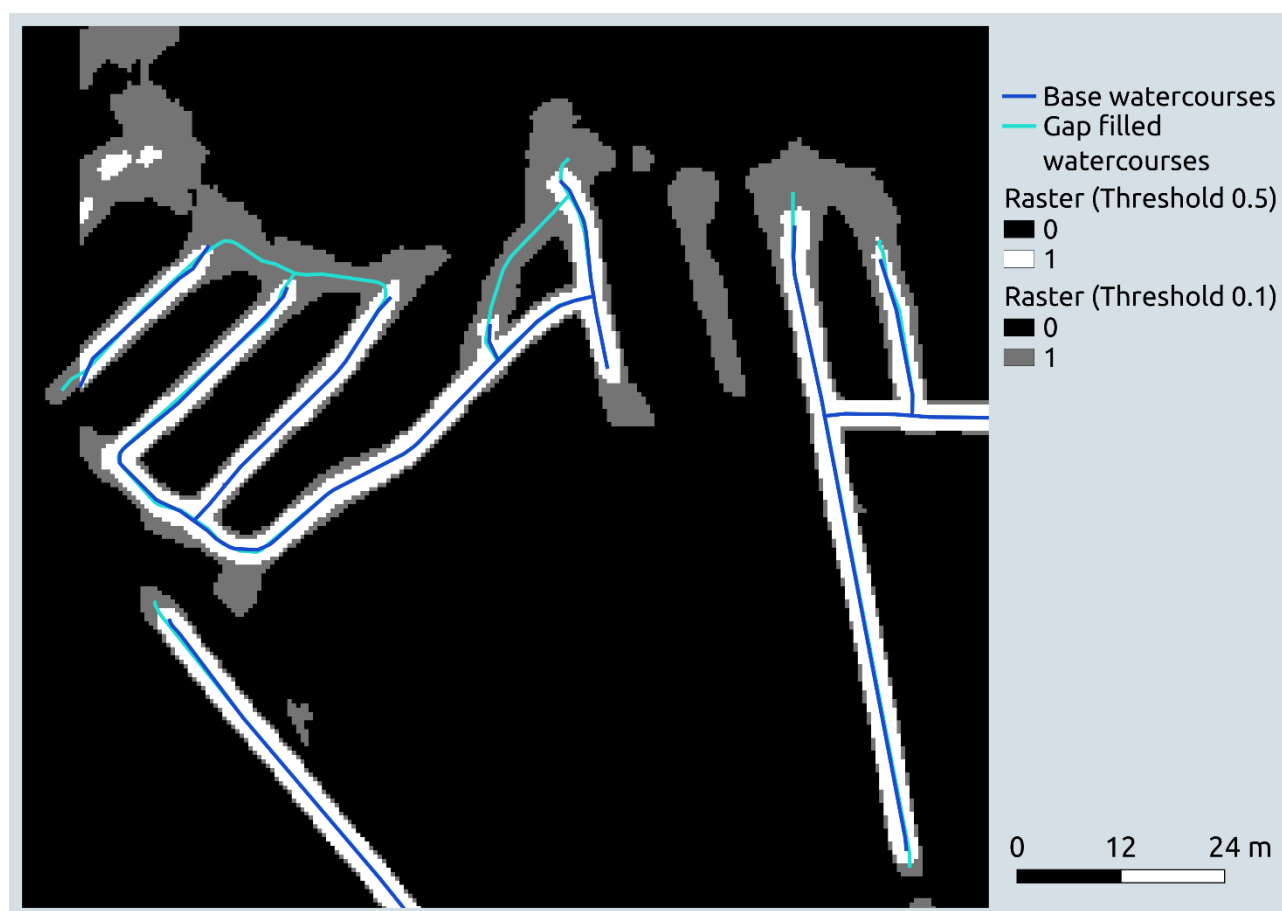 Base watercourses
Gap filled
watercourses
Raster (Threshold 0.5)
0
1
Raster (Threshold 0.1)
0
1
0 12 24 m